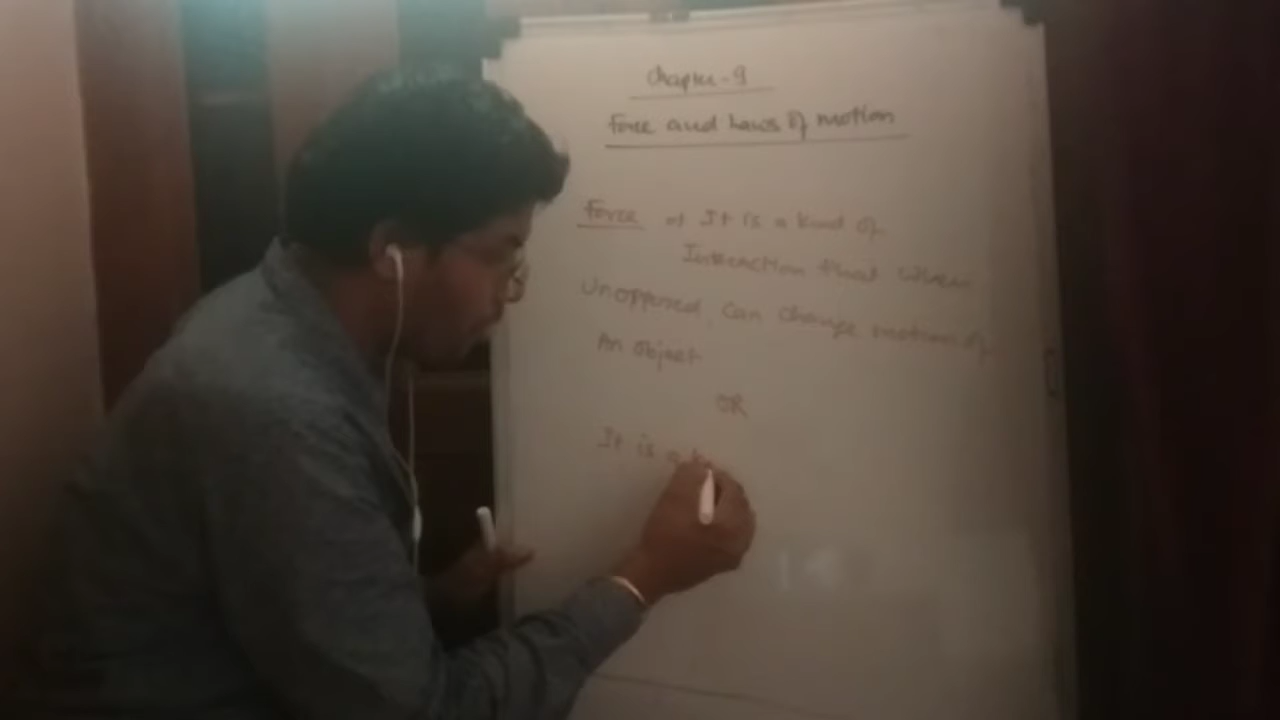 Chapter-9
Force and Laws of motion
Force → It is a kind of
Interaction that when
Unopposed, Can Change motion of
An object
OR
It is a